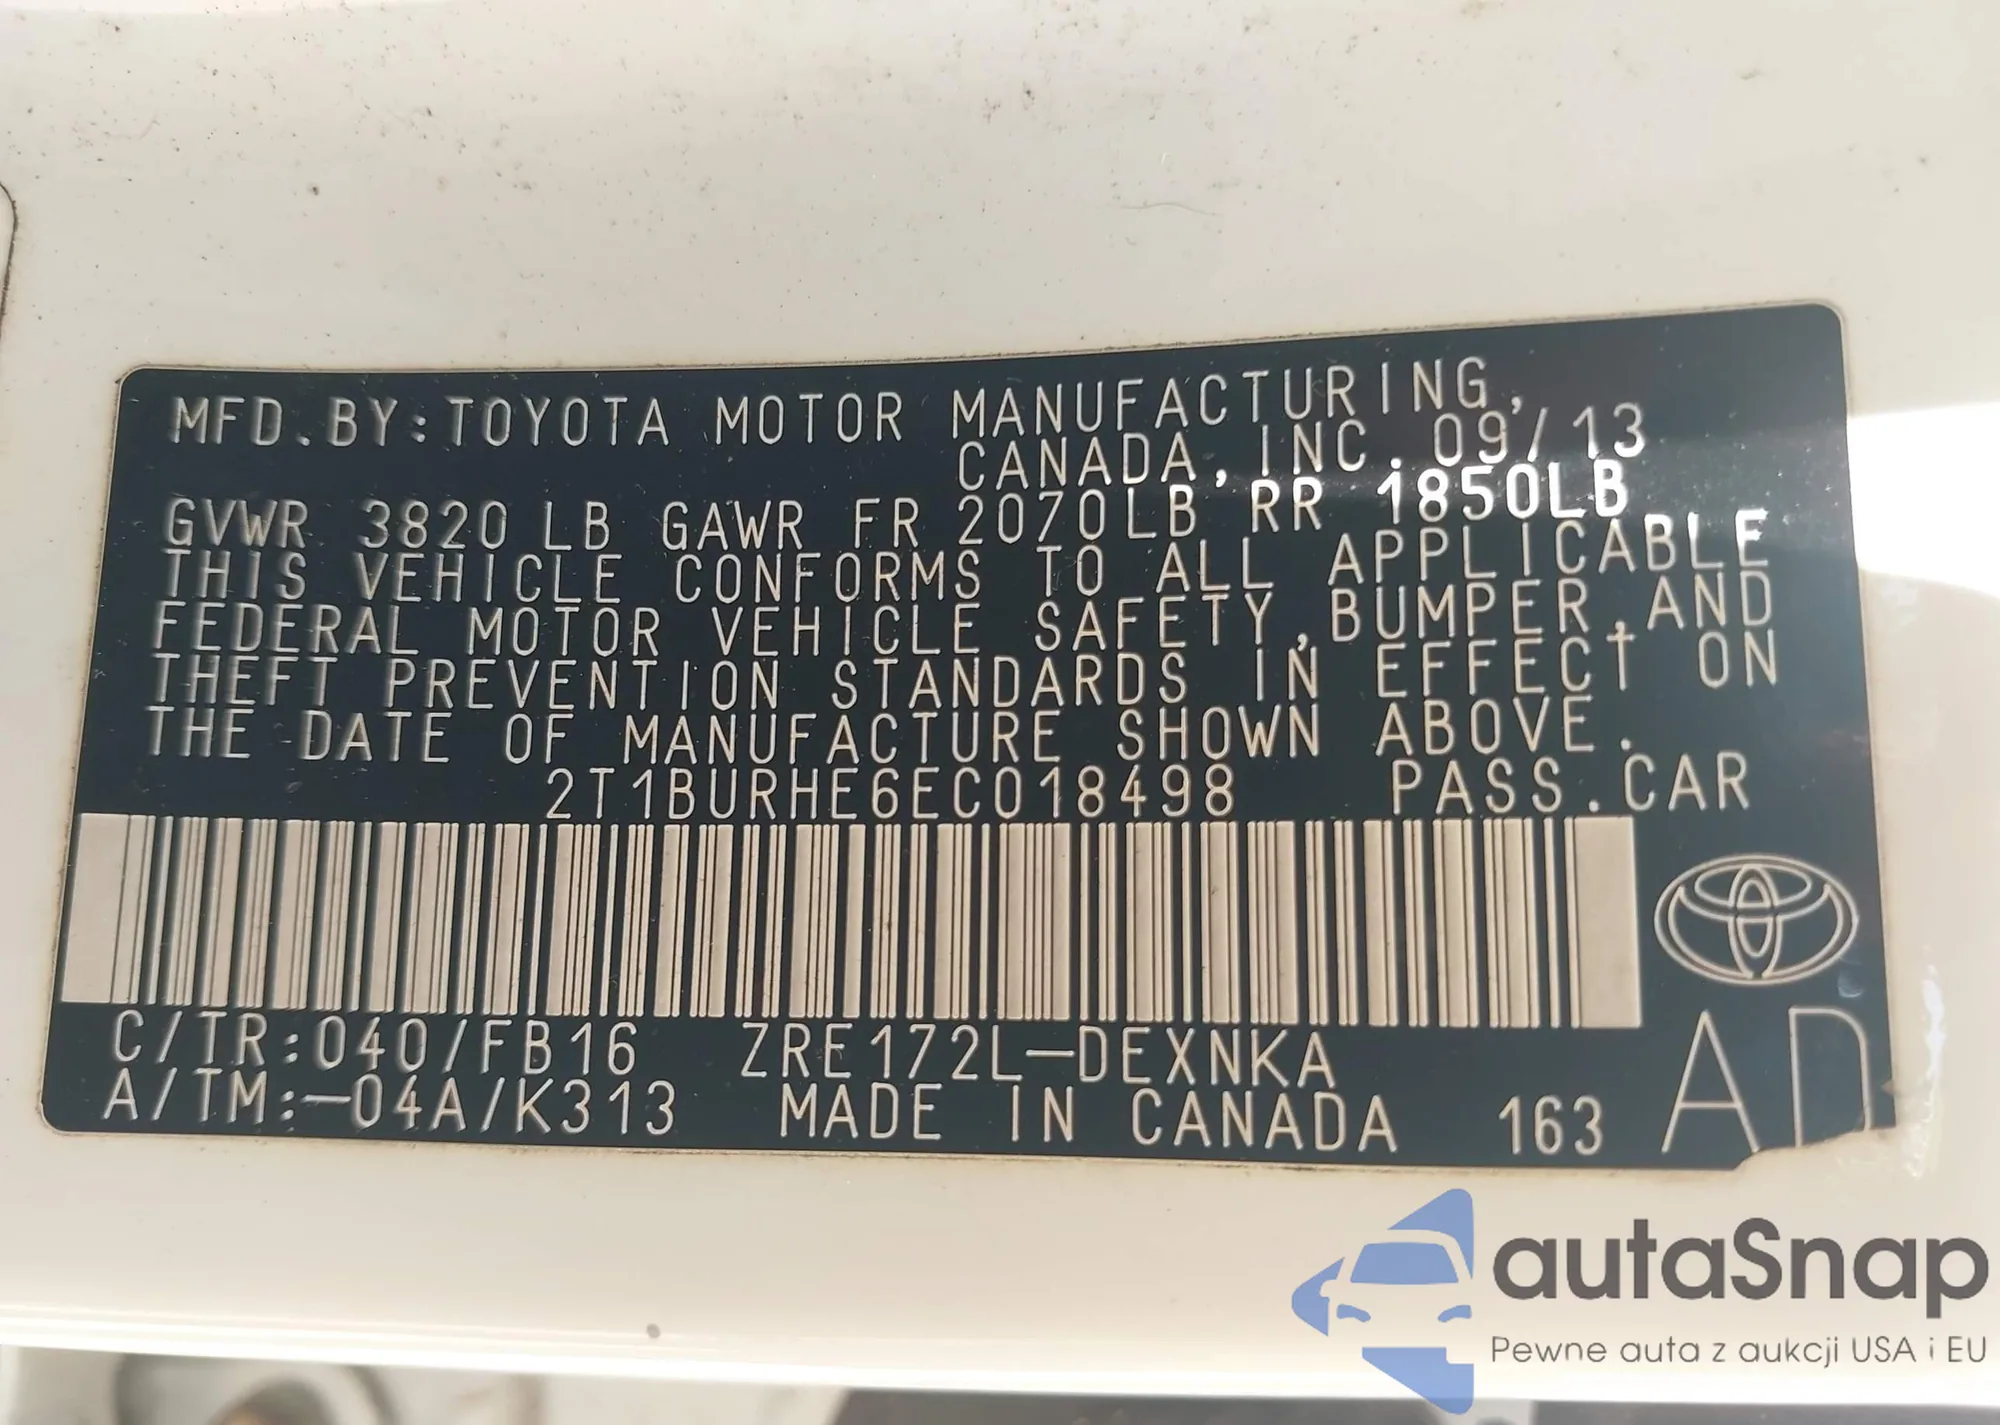 MFD.BY:TOYOTA MOTOR MANUFACTURING,
CANADA,INC. 09/13
GVWR 3820 LB GAWR FR 2070LB RR 1850LB
THIS VEHICLE CONFORMS TO ALL APPLICABLE
FEDERAL MOTOR VEHICLE SAFETY,BUMPER,AND
THEFT PREVENTION STANDARDS IN EFFECT ON
THE DATE OF MANUFACTURE SHOWN ABOVE.
2T1BURHE6EC018498 PASS.CAR
C/TR:040/FB16 ZRE172L-DEXNKA
A/TM:-04A/K313 MADE IN CANADA 163
AD
autaSnap
Pewne auta z aukcji USA i EU